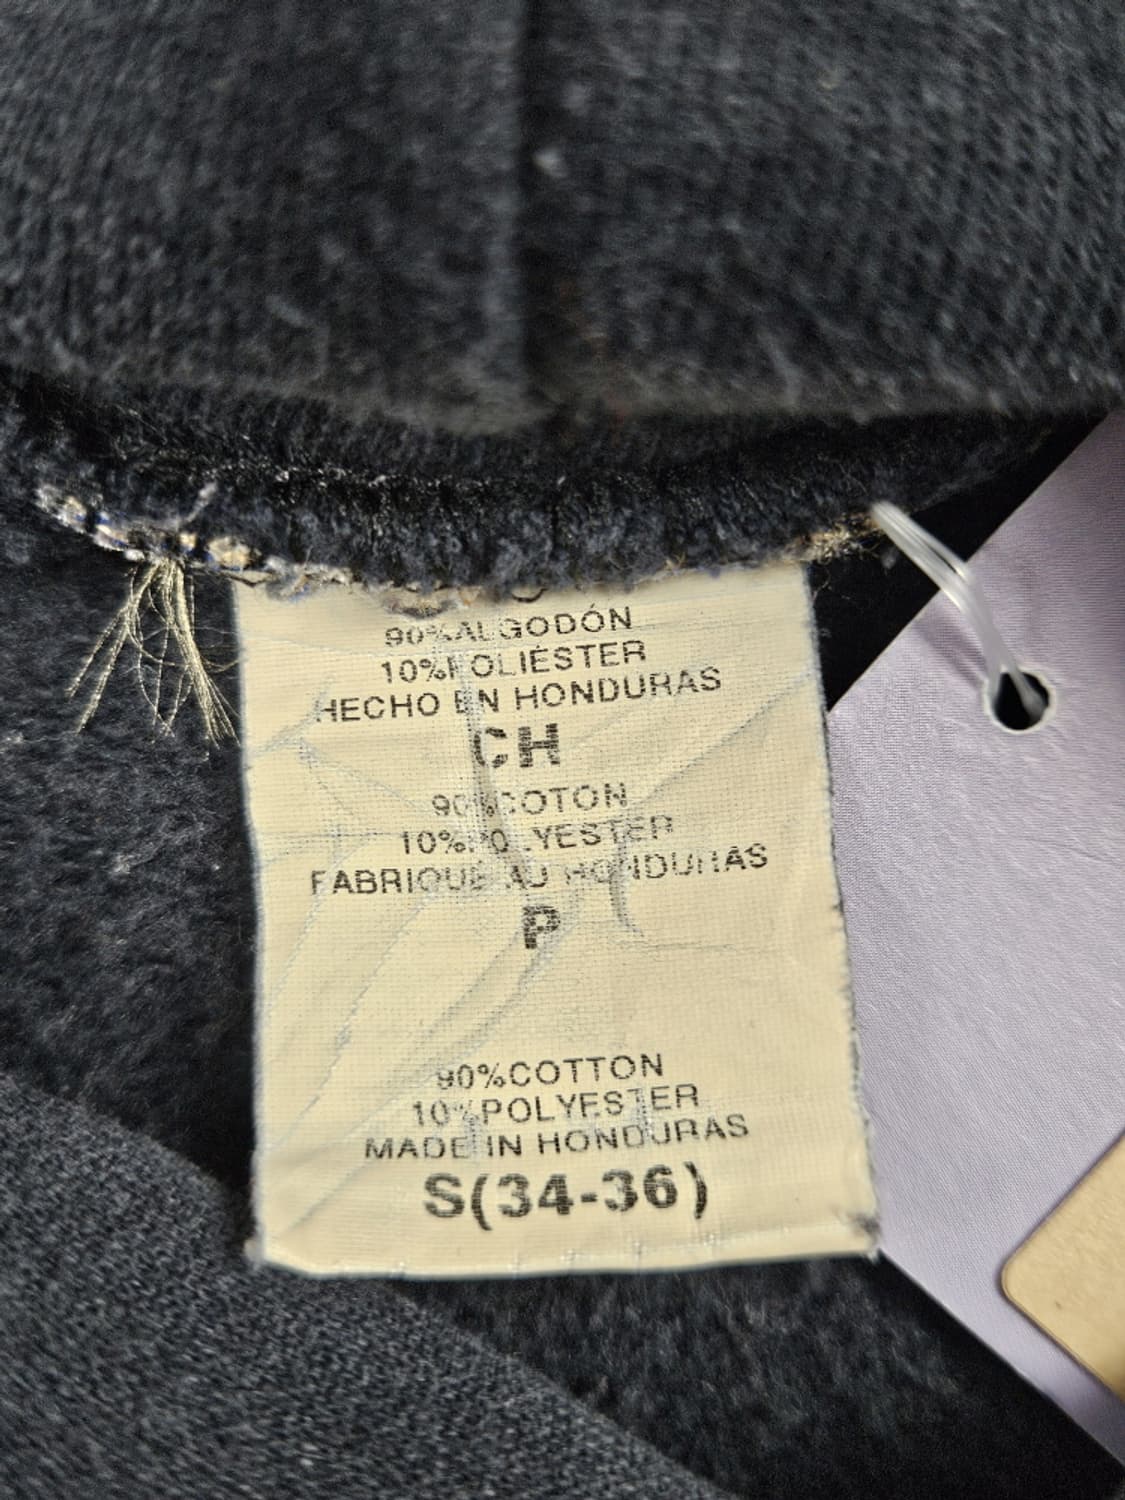 90%ALGODÓN
10%POLIÉSTER
HECHO EN HONDURAS
CH
90%COTON
10%POLYESTER
FABRIQUÉ AU HONDURAS
P
90%COTTON
10%POLYESTER
MADE IN HONDURAS
S(34-36)